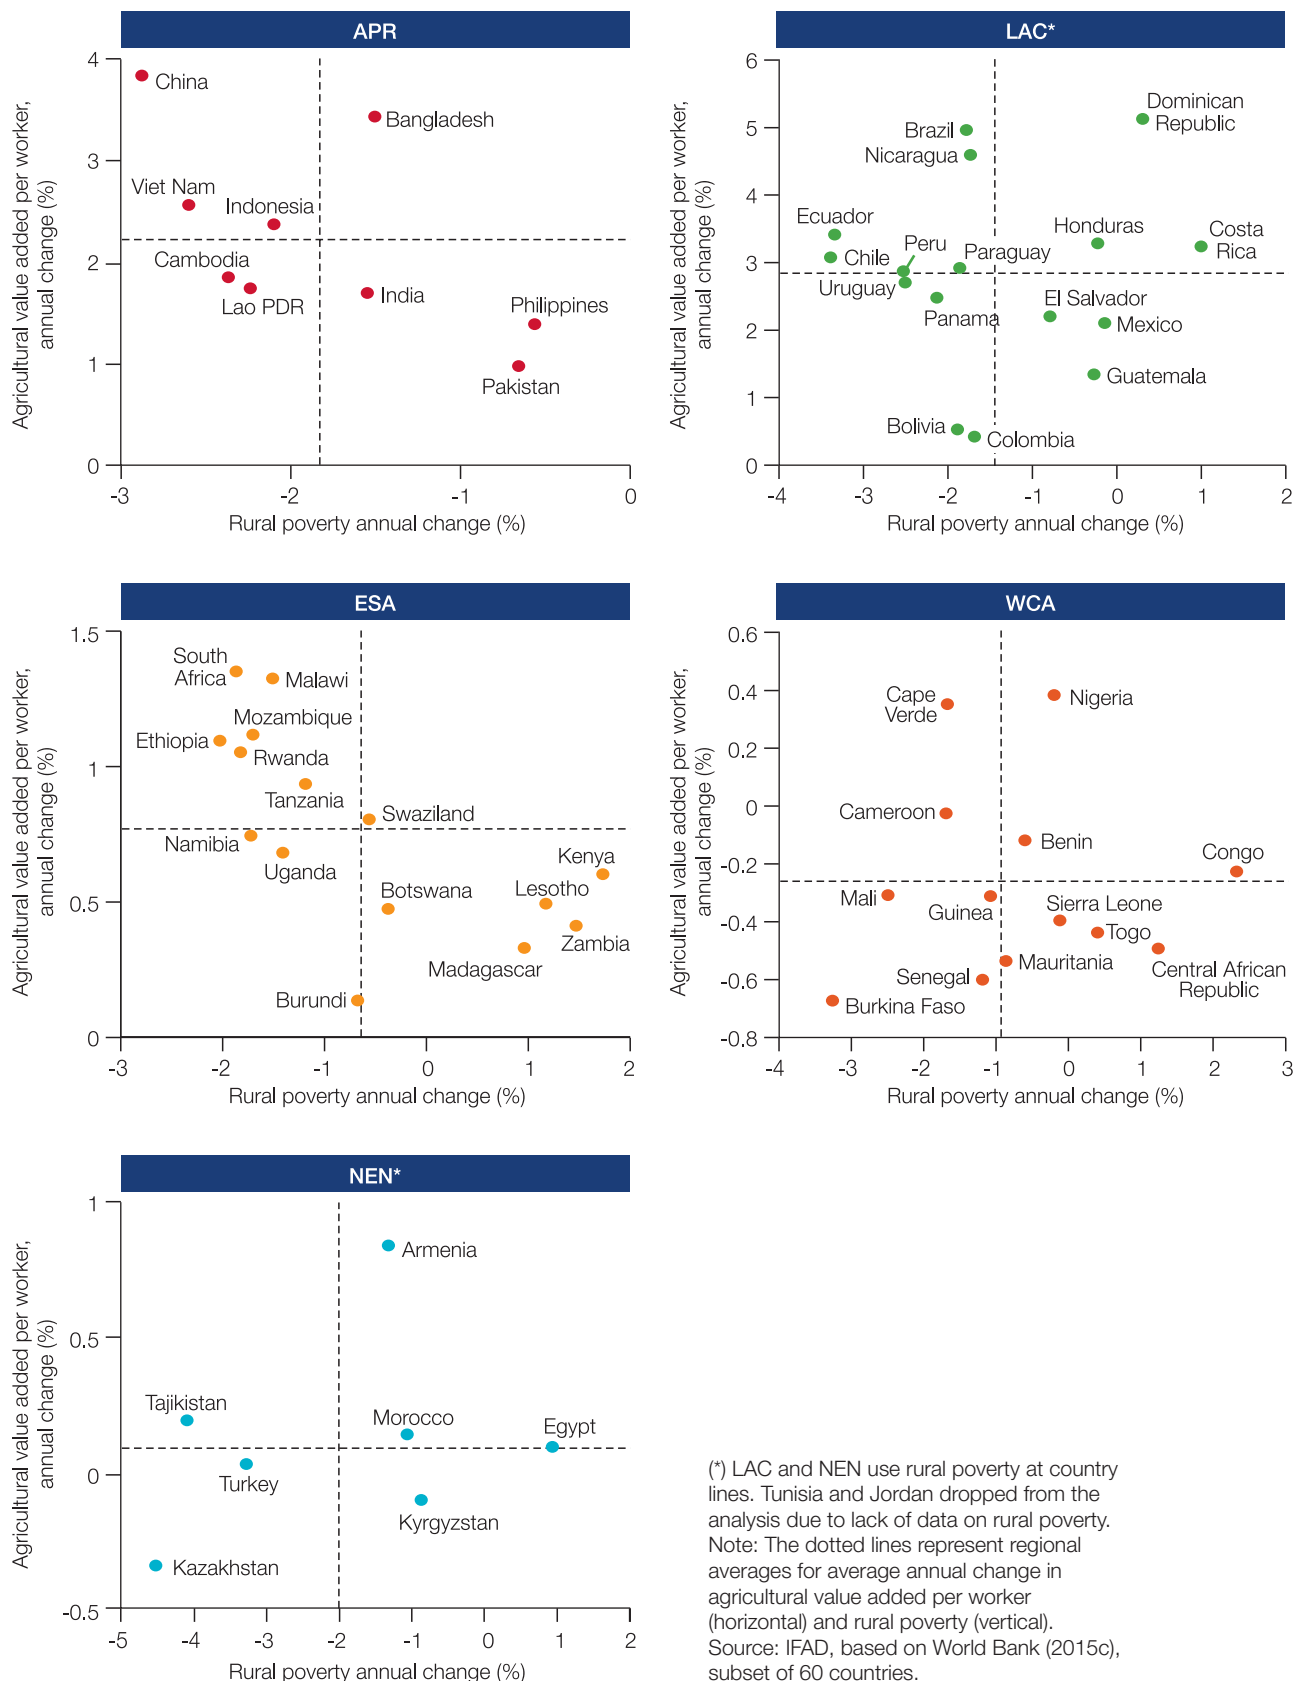 APR
Agricultural value added per worker,
annual change (%)
4
3
2
1
0
China
Bangladesh
Viet Nam
Indonesia
Cambodia
Lao PDR
India
Philippines
Pakistan
-3
-2
-1
0
Rural poverty annual change (%)
LAC*
Agricultural value added per worker,
annual change (%)
6
5
4
3
2
1
0
Dominican
Republic
Brazil
Nicaragua
Ecuador
Chile
Peru
Uruguay
Paraguay
Panama
Honduras
Costa
Rica
El Salvador
Mexico
Guatemala
Bolivia
Colombia
-4
-3
-2
-1
0
1
2
Rural poverty annual change (%)
ESA
Agricultural value added per worker,
annual change (%)
1.5
1
0.5
0
South
Africa
Malawi
Mozambique
Ethiopia
Rwanda
Tanzania
Swaziland
Namibia
Uganda
Kenya
Botswana
Lesotho
Zambia
Madagascar
Burundi
-3
-2
-1
0
1
2
Rural poverty annual change (%)
WCA
Agricultural value added per worker,
annual change (%)
0.6
0.4
0.2
0
-0.2
-0.4
-0.6
-0.8
Cape
Verde
Nigeria
Cameroon
Benin
Congo
Mali
Guinea
Sierra Leone
Togo
Mauritania
Senegal
Central African
Republic
Burkina Faso
-4
-3
-2
-1
0
1
2
3
Rural poverty annual change (%)
NEN*
Agricultural value added per worker,
annual change (%)
1
0.5
0
-0.5
Armenia
Tajikistan
Morocco
Egypt
Turkey
Kyrgyzstan
Kazakhstan
-5
-4
-3
-2
-1
0
1
2
Rural poverty annual change (%)
(*) LAC and NEN use rural poverty at country
lines. Tunisia and Jordan dropped from the
analysis due to lack of data on rural poverty.
Note: The dotted lines represent regional
averages for average annual change in
agricultural value added per worker
(horizontal) and rural poverty (vertical).
Source: IFAD, based on World Bank (2015c),
subset of 60 countries.